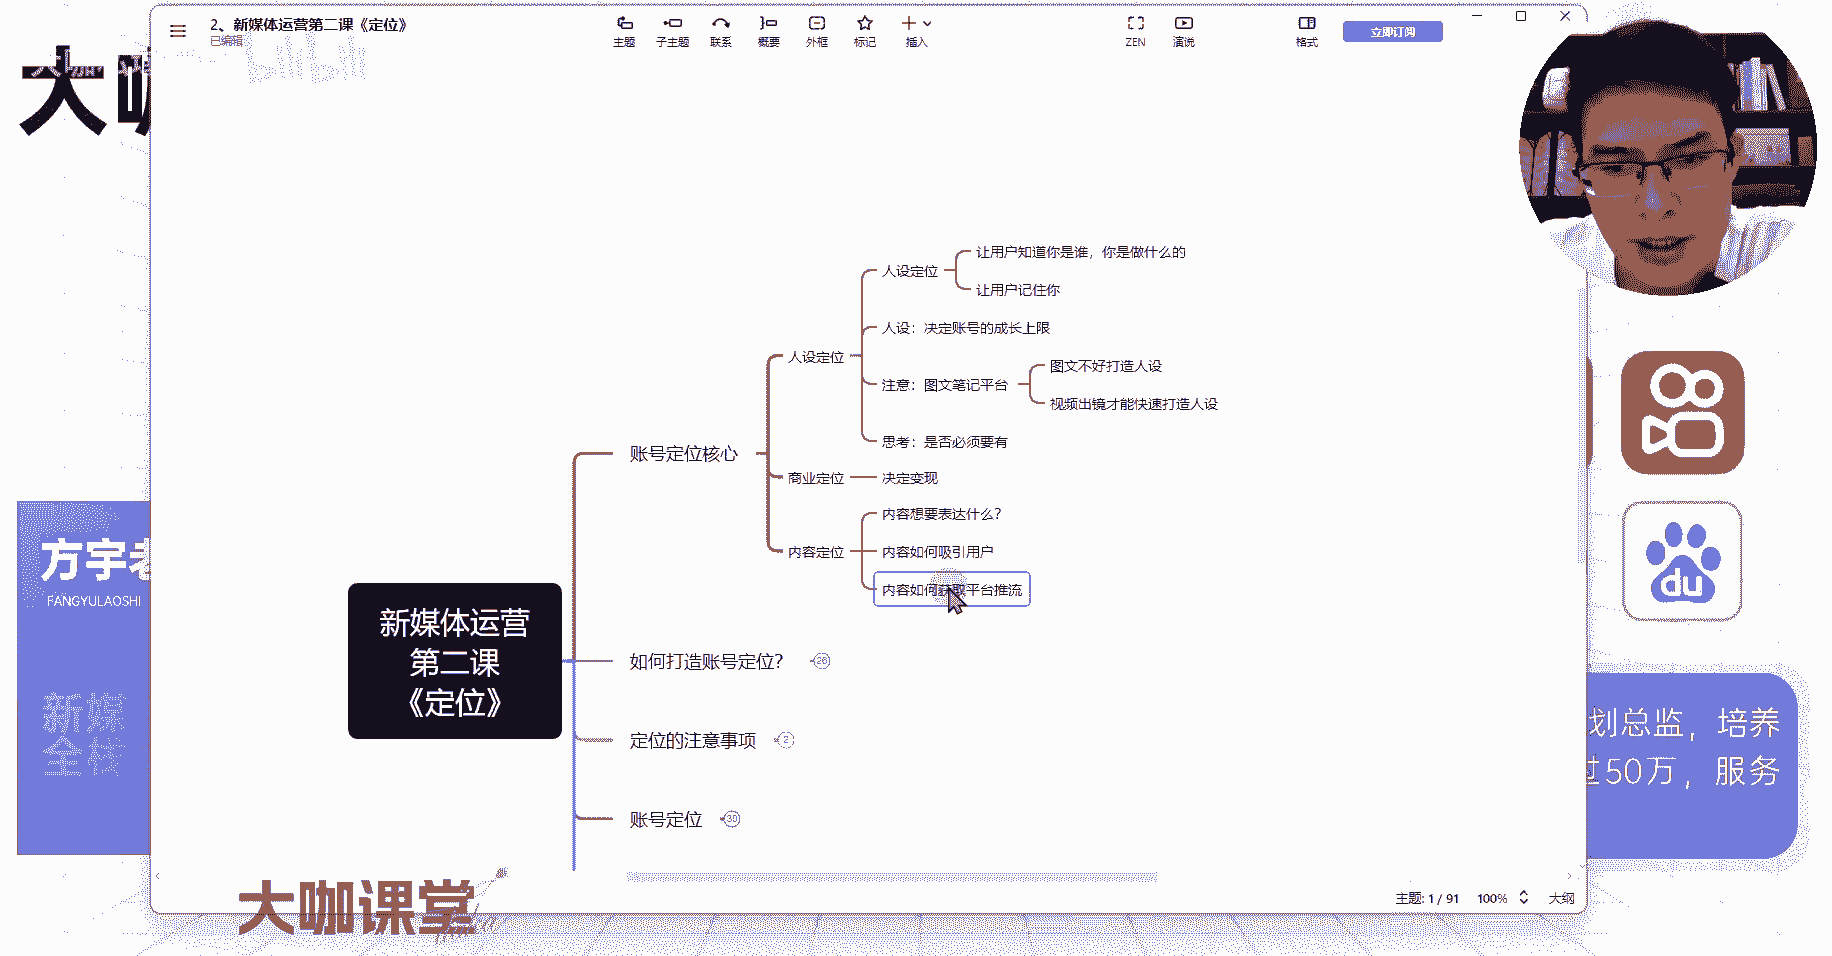 2、新媒体运营第二课《定位》
已编辑
主题
子主题
联系
概要
外框
标记
插入
ZEN
演说
格式
立即订阅
大咖
bilibili
让用户知道你是谁，你是做什么的
人设定位
让用户记住你
人设：决定账号的成长上限
人设定位
图文不好打造人设
注意：图文笔记平台
视频出镜才能快速打造人设
思考：是否必须要有
账号定位核心
商业定位
决定变现
内容想要表达什么？
内容定位
内容如何吸引用户
内容如何获取平台推流
方宇老
FANGYULAOSHI
新媒体运营
第二课
《定位》
如何打造账号定位？
26
du
新媒
全栈
定位的注意事项
2
划总监，培养
过50万，服务
账号定位
39
大咖课堂
主题: 1 / 91
100%
大纲